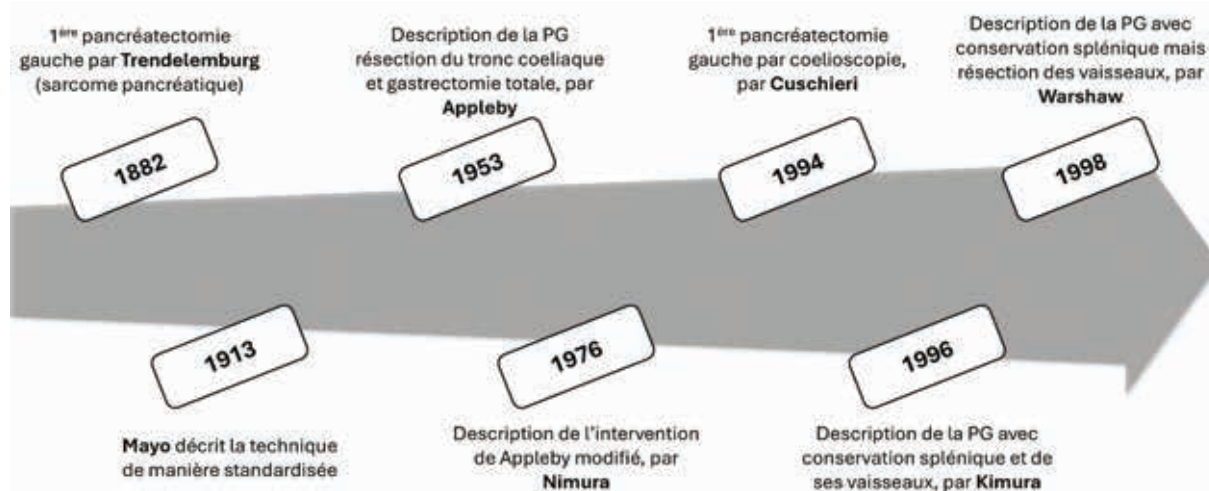 1ère pancréatectomie
gauche par Trendelemburg
(sarcome pancréatique)
1882
Description de la PG
résection du tronc coeliaque
et gastrectomie totale, par
Appleby
1953
1ère pancréatectomie
gauche par coelioscopie,
par Cuschieri
1994
Description de la PG avec
conservation splénique mais
résection des vaisseaux, par
Warshaw
1998
1913
Mayo décrit la technique
de manière standardisée
1976
Description de l'intervention
de Appleby modifié, par
Nimura
1996
Description de la PG avec
conservation splénique et de
ses vaisseaux, par Kimura